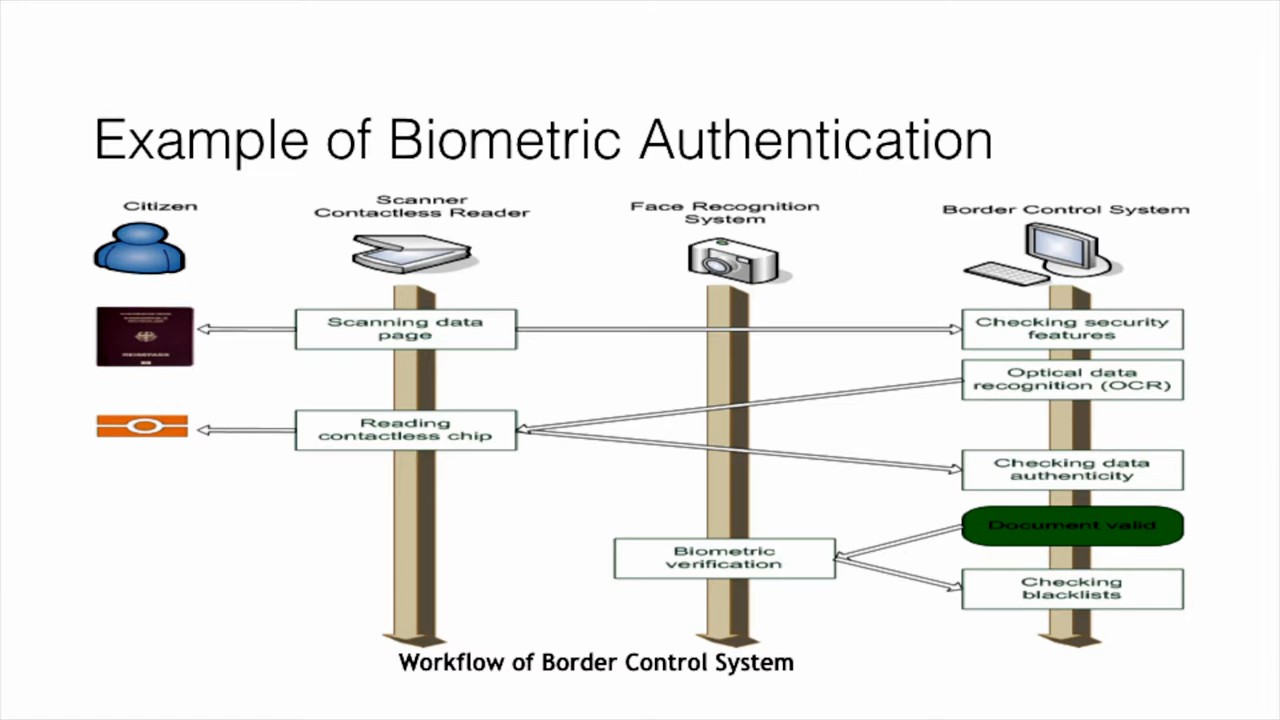 Example of Biometric Authentication
Citizen
Scanner
Contactless Reader
Face Recognition
System
Border Control System
Scanning data
page
Checking security
features
REISEPASS
Optical data
recognition (OCR)
Reading
contactless chip
Checking data
authenticity
Document valid
Biometric
verification
Checking
blacklists
Workflow of Border Control System